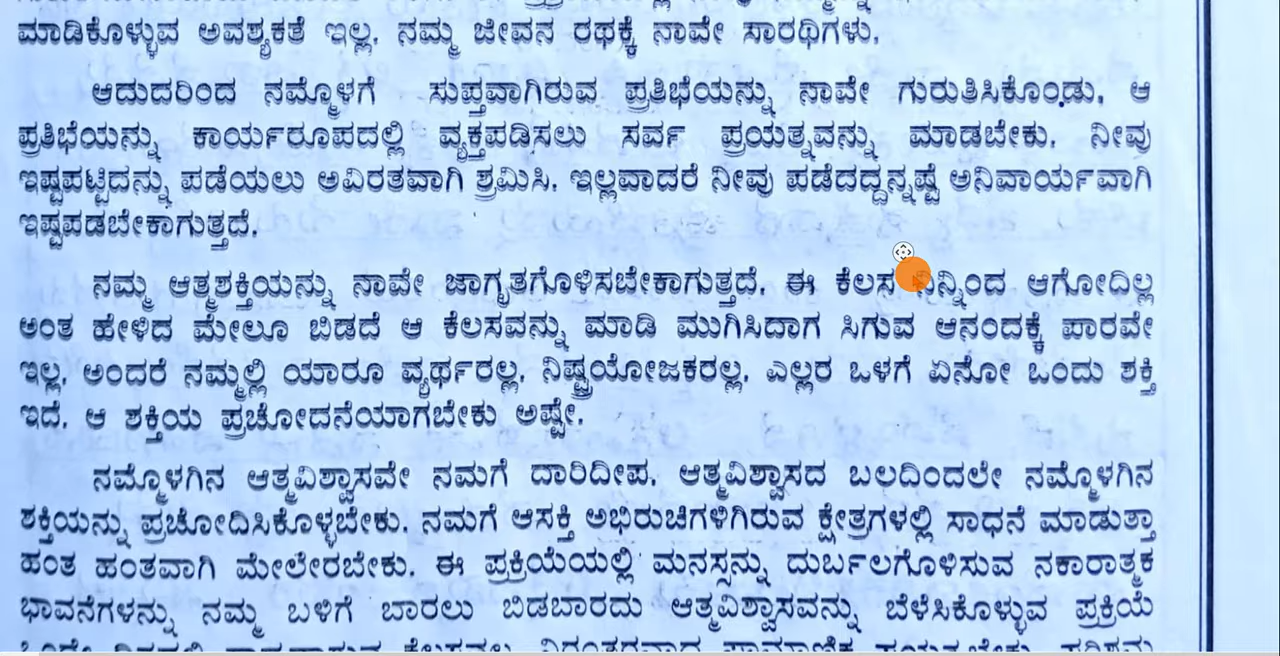 ಮಾಡಿಕೊಳ್ಳುವ ಅವಶ್ಯಕತೆ ಇಲ್ಲ. ನಮ್ಮ ಜೀವನ ರಥಕ್ಕೆ ನಾವೇ ಸಾರಥಿಗಳು.
ಆದುದರಿಂದ ನಮ್ಮೊಳಗೆ ಸುಪ್ತವಾಗಿರುವ ಪ್ರತಿಭೆಯನ್ನು ನಾವೇ ಗುರುತಿಸಿಕೊಂಡು, ಆ
ಪ್ರತಿಭೆಯನ್ನು ಕಾರ್ಯರೂಪದಲ್ಲಿ ವ್ಯಕ್ತಪಡಿಸಲು ಸರ್ವ ಪ್ರಯತ್ನವನ್ನು ಮಾಡಬೇಕು. ನೀವು
ಇಷ್ಟಪಟ್ಟಿದನ್ನು ಪಡೆಯಲು ಅವಿರತವಾಗಿ ಶ್ರಮಿಸಿ. ಇಲ್ಲವಾದರೆ ನೀವು ಪಡೆದದ್ದನ್ನಷ್ಟೆ ಅನಿವಾರ್ಯವಾಗಿ
ಇಷ್ಟಪಡಬೇಕಾಗುತ್ತದೆ.
ನಮ್ಮ ಆತ್ಮಶಕ್ತಿಯನ್ನು ನಾವೇ ಜಾಗೃತಗೊಳಿಸಬೇಕಾಗುತ್ತದೆ. ಈ ಕೆಲಸ ನಿನ್ನಿಂದ ಆಗೋದಿಲ್ಲ
ಅಂತ ಹೇಳಿದ ಮೇಲೂ ಬಿಡದೆ ಆ ಕೆಲಸವನ್ನು ಮಾಡಿ ಮುಗಿಸಿದಾಗ ಸಿಗುವ ಆನಂದಕ್ಕೆ ಪಾರವೇ
ಇಲ್ಲ. ಅಂದರೆ ನಮ್ಮಲ್ಲಿ ಯಾರೂ ವ್ಯರ್ಥರಲ್ಲ, ನಿಷ್ಪ್ರಯೋಜಕರಲ್ಲ. ಎಲ್ಲರ ಒಳಗೆ ಏನೋ ಒಂದು ಶಕ್ತಿ
ಇದೆ. ಆ ಶಕ್ತಿಯ ಪ್ರಚೋದನೆಯಾಗಬೇಕು ಅಷ್ಟೇ.
ನಮ್ಮೊಳಗಿನ ಆತ್ಮವಿಶ್ವಾಸವೇ ನಮಗೆ ದಾರಿದೀಪ. ಆತ್ಮವಿಶ್ವಾಸದ ಬಲದಿಂದಲೇ ನಮ್ಮೊಳಗಿನ
ಶಕ್ತಿಯನ್ನು ಪ್ರಚೋದಿಸಿಕೊಳ್ಳಬೇಕು. ನಮಗೆ ಆಸಕ್ತಿ ಅಭಿರುಚಿಗಳಿಗಿರುವ ಕ್ಷೇತ್ರಗಳಲ್ಲಿ ಸಾಧನೆ ಮಾಡುತ್ತಾ
ಹಂತ ಹಂತವಾಗಿ ಮೇಲೇರಬೇಕು. ಈ ಪ್ರಕ್ರಿಯೆಯಲ್ಲಿ ಮನಸ್ಸನ್ನು ದುರ್ಬಲಗೊಳಿಸುವ ನಕಾರಾತ್ಮಕ
ಭಾವನೆಗಳನ್ನು ನಮ್ಮ ಬಳಿಗೆ ಬಾರಲು ಬಿಡಬಾರದು ಆತ್ಮವಿಶ್ವಾಸವನ್ನು ಬೆಳೆಸಿಕೊಳ್ಳುವ ಪ್ರಕ್ರಿಯೆ